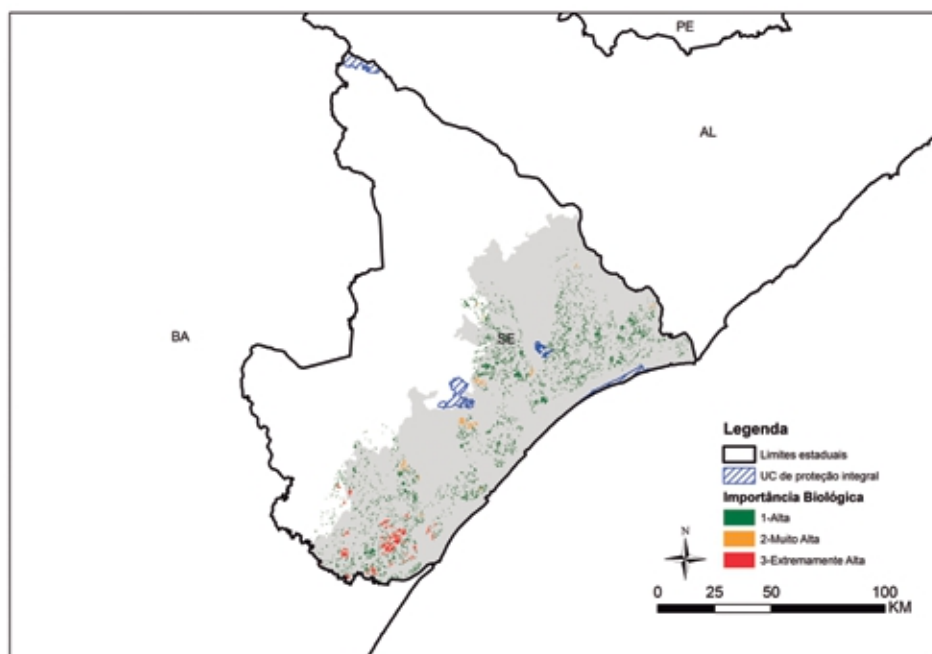 PE
AL
BA
SE
Legenda
Limites estaduais
UC de proteção integral
Importância Biológica
1-Alta
2-Muito Alta
3-Extremamente Alta
N
0 25 50 100
KM